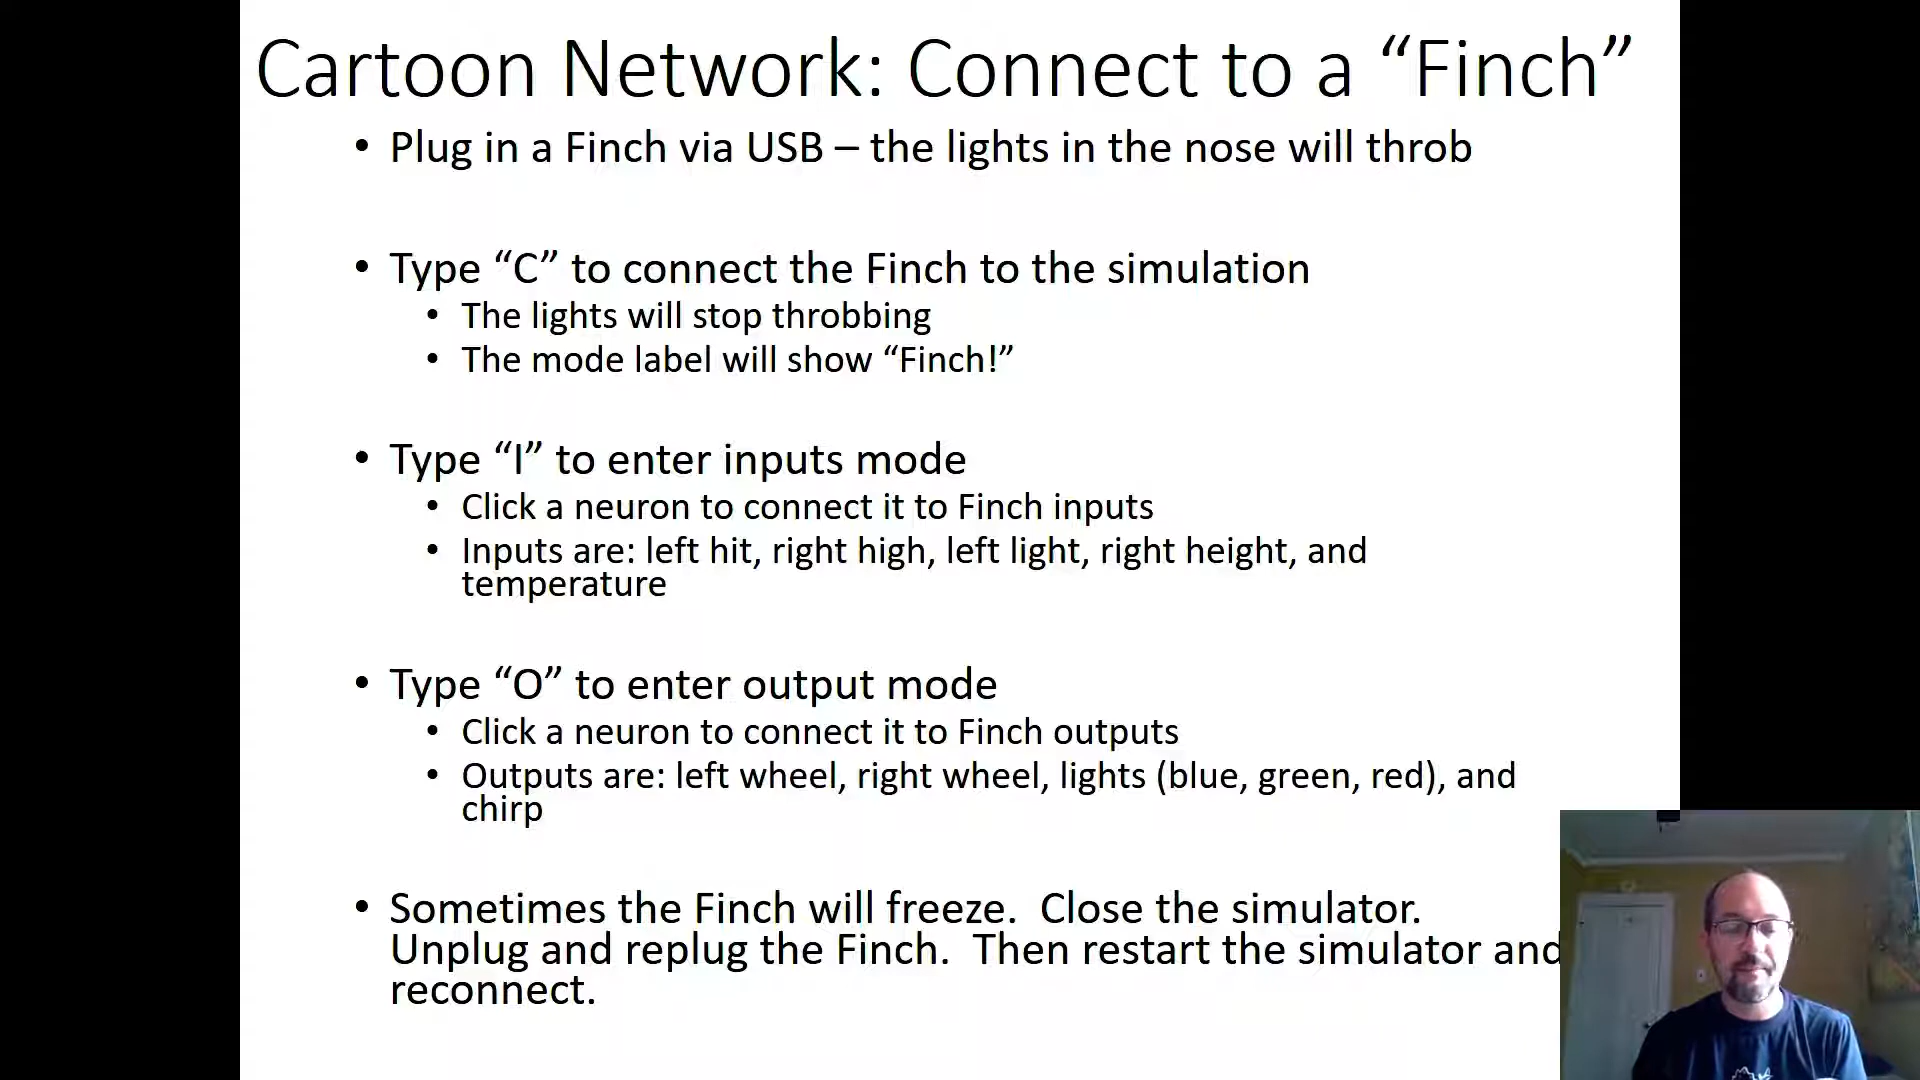 Cartoon Network: Connect to a “Finch”
• Plug in a Finch via USB – the lights in the nose will throb
• Type “C” to connect the Finch to the simulation
• The lights will stop throbbing
• The mode label will show “Finch!”
• Type “I” to enter inputs mode
• Click a neuron to connect it to Finch inputs
• Inputs are: left hit, right high, left light, right height, and
temperature
• Type “O” to enter output mode
• Click a neuron to connect it to Finch outputs
• Outputs are: left wheel, right wheel, lights (blue, green, red), and
chirp
• Sometimes the Finch will freeze.  Close the simulator.
Unplug and replug the Finch.  Then restart the simulator and
reconnect.